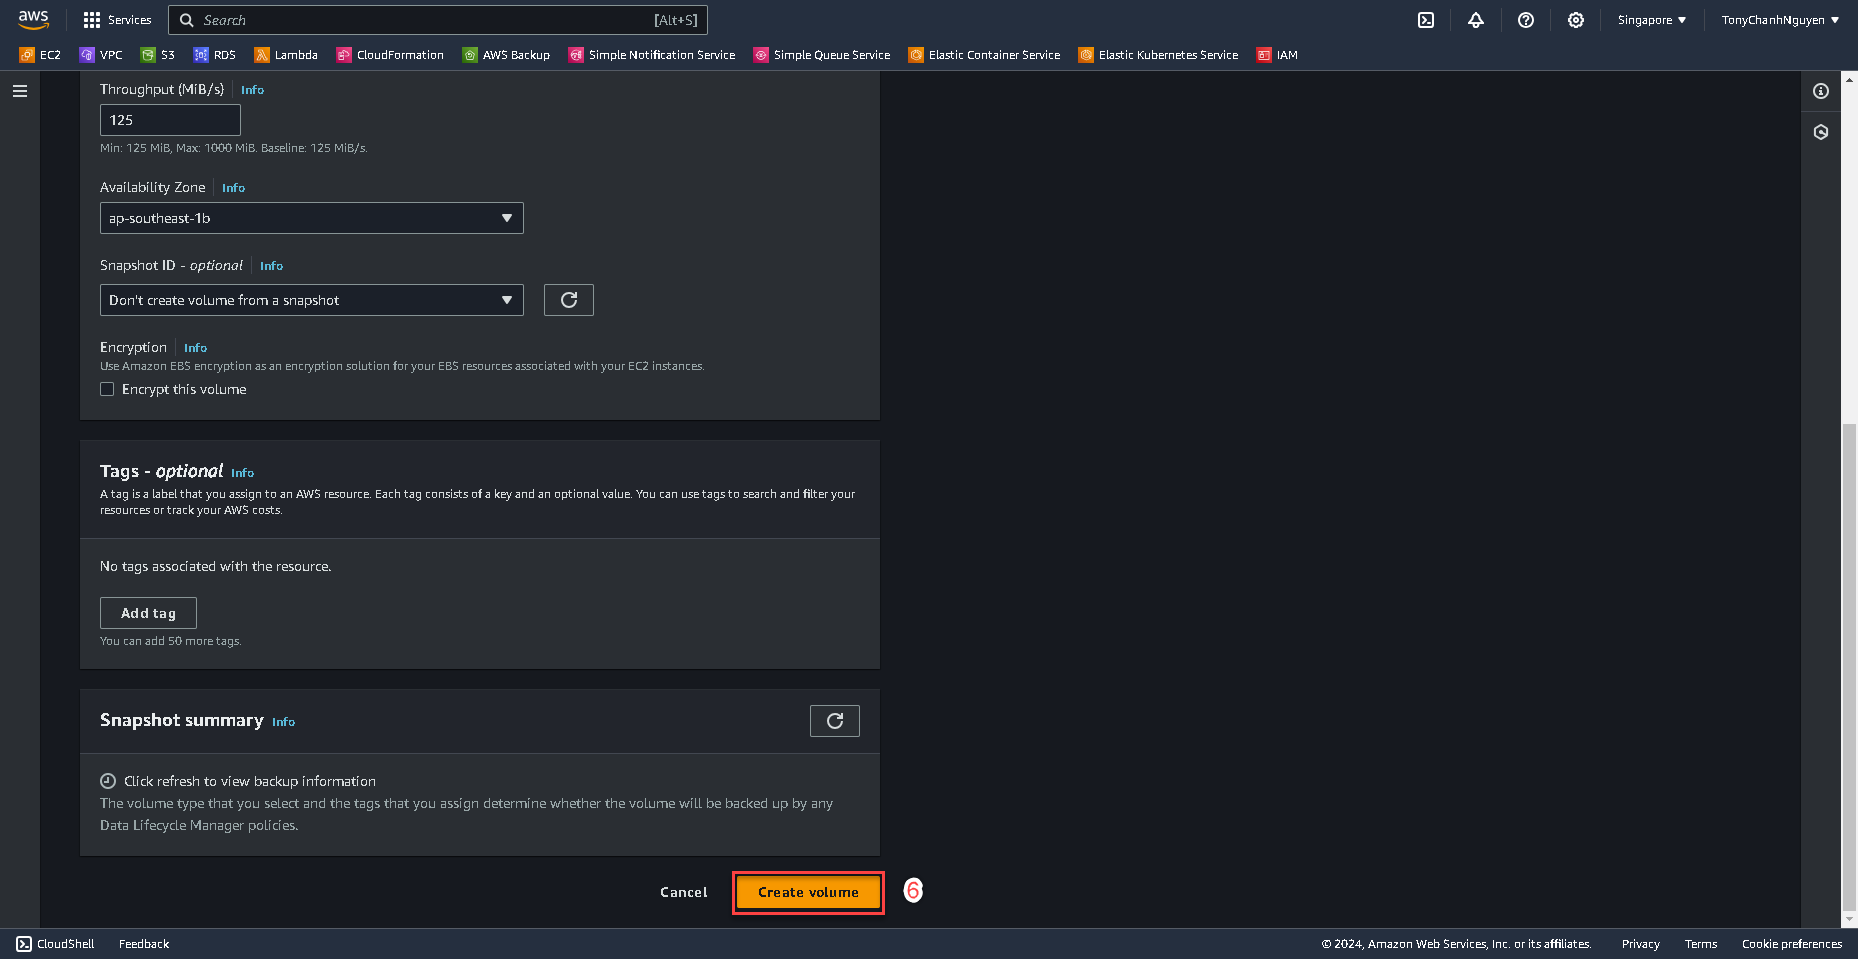 aws
Services
Search
[Alt+S]
Singapore
TonyChanhNguyen
EC2
VPC
S3
RDS
Lambda
CloudFormation
AWS Backup
Simple Notification Service
Simple Queue Service
Elastic Container Service
Elastic Kubernetes Service
IAM
Throughput (MiB/s)
Info
125
Min: 125 MiB, Max: 1000 MiB. Baseline: 125 MiB/s.
Availability Zone
Info
ap-southeast-1b
Snapshot ID - optional
Info
Don't create volume from a snapshot
Encryption
Info
Use Amazon EBS encryption as an encryption solution for your EBS resources associated with your EC2 instances.
Encrypt this volume
Tags - optional Info
A tag is a label that you assign to an AWS resource. Each tag consists of a key and an optional value. You can use tags to search and filter your
resources or track your AWS costs.
No tags associated with the resource.
Add tag
You can add 50 more tags.
Snapshot summary Info
Click refresh to view backup information
The volume type that you select and the tags that you assign determine whether the volume will be backed up by any
Data Lifecycle Manager policies.
Cancel
Create volume
6
CloudShell
Feedback
© 2024, Amazon Web Services, Inc. or its affiliates.
Privacy
Terms
Cookie preferences